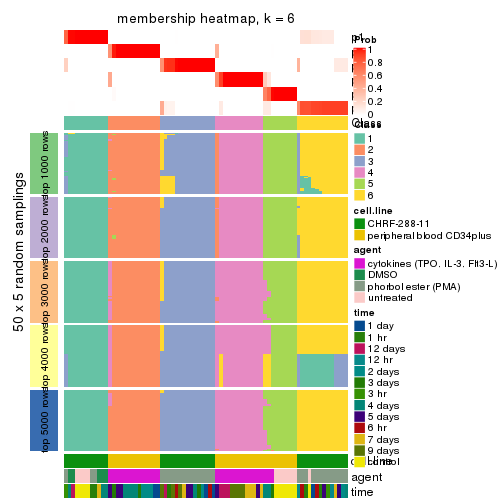 membership heatmap, k = 6
50 x 5 random samplings
top 1000 rows
top 2000 rows
top 3000 rows
top 4000 rows
top 5000 rows
p1
Prob
1
0.8
0.6
0.4
0.2
0
Class
1
2
3
4
5
6
cell.line
CHRF-288-11
peripheral blood CD34plus
agent
cytokines (TPO, IL-3, Flt3-L)
DMSO
phorbol ester (PMA)
untreated
time
1 day
1 hr
12 days
12 hr
2 days
3 days
3 hr
4 days
5 days
6 hr
7 days
9 days
control
cell.line
agent
time